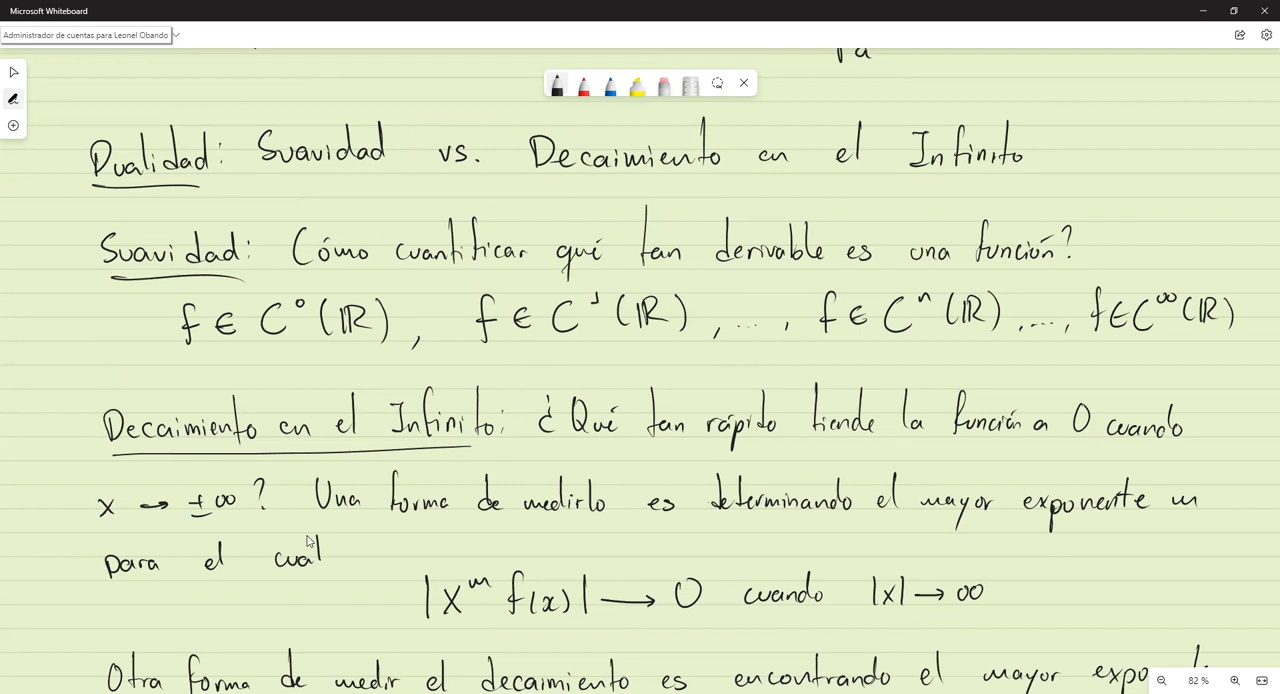 Microsoft Whiteboard
Administrador de cuentas para Leonel Obando
Dualidad: Suavidad vs. Decaimiento en el Infinito
Suavidad: Cómo cuantificar qué tan derivable es una función?
f ∈ C⁰(ℝ), f ∈ C¹(ℝ), ..., f ∈ Cⁿ(ℝ), ..., f ∈ C^∞(ℝ)
Decaimiento en el Infinito: ¿Qué tan rápido tiende la función a 0 cuando
x → ±∞? Una forma de medirlo es determinando el mayor exponente m
para el cual
|x^m f(x)| → 0 cuando |x| → ∞
Otra forma de medir el decaimiento es encontrando el mayor
82 %